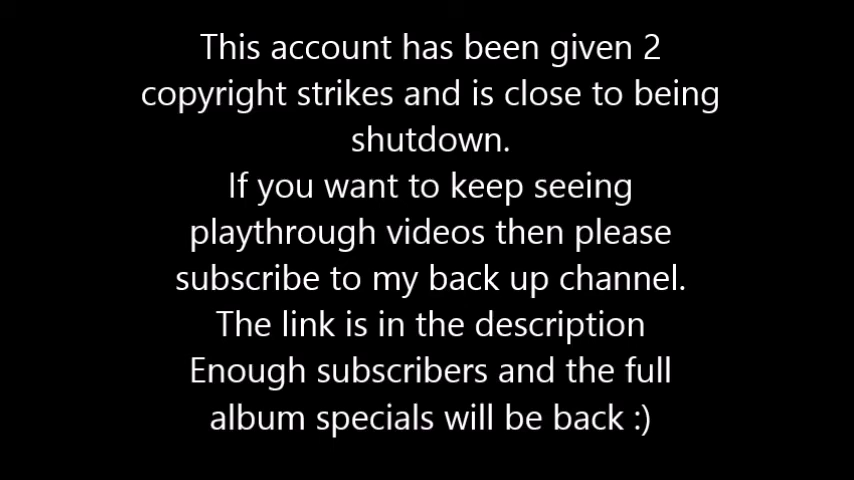 This account has been given 2
copyright strikes and is close to being
shutdown.
If you want to keep seeing
playthrough videos then please
subscribe to my back up channel.
The link is in the description
Enough subscribers and the full
album specials will be back :)